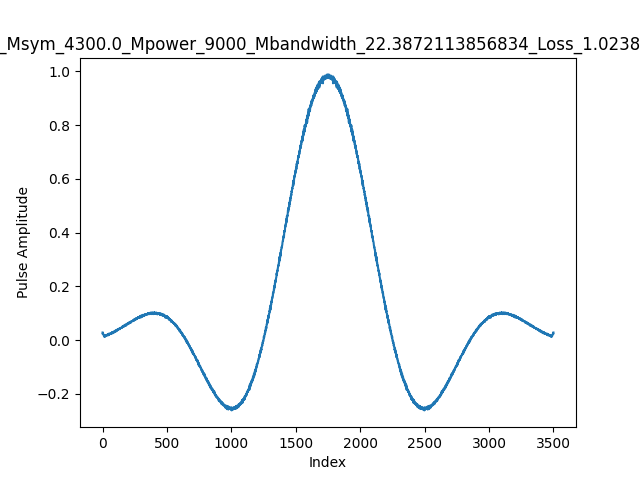 _Msym_4300.0_Mpower_9000_Mbandwidth_22.3872113856834_Loss_1.0238
1.0
0.8
0.6
0.4
0.2
0.0
−0.2
Pulse Amplitude
0 500 1000 1500 2000 2500 3000 3500
Index